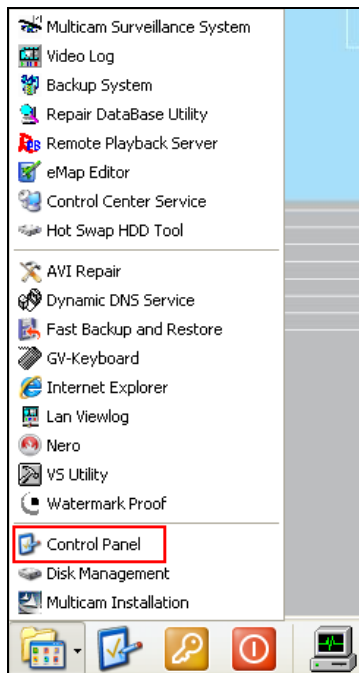 Multicam Surveillance System
Video Log
Backup System
Repair DataBase Utility
Remote Playback Server
eMap Editor
Control Center Service
Hot Swap HDD Tool
AVI Repair
Dynamic DNS Service
Fast Backup and Restore
GV-Keyboard
Internet Explorer
Lan Viewlog
Nero
VS Utility
Watermark Proof
Control Panel
Disk Management
Multicam Installation